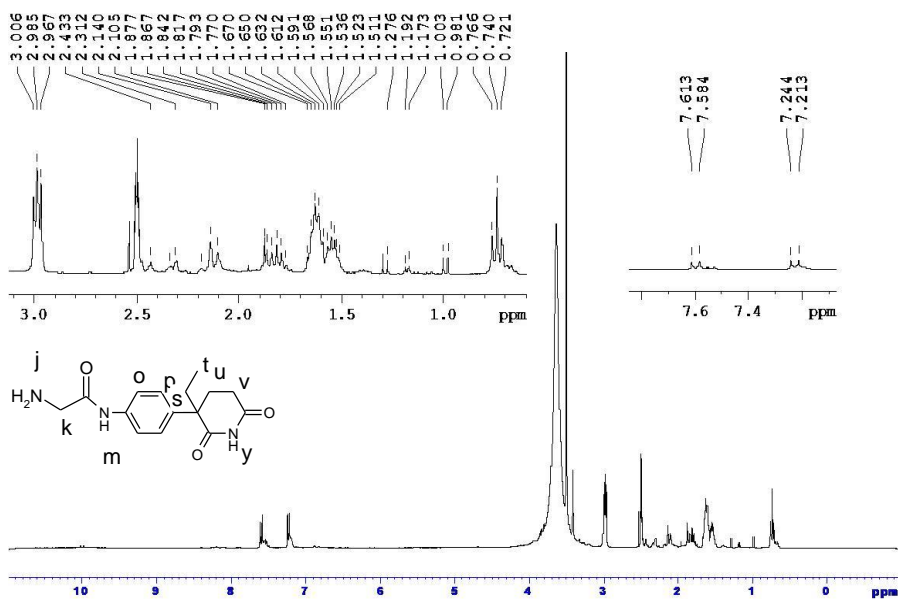 3.006
2.985
2.967
2.433
2.312
2.140
2.105
1.877
1.867
1.842
1.817
1.793
1.770
1.670
1.650
1.632
1.612
1.591
1.568
1.551
1.536
1.523
1.511
1.276
1.192
1.173
1.003
0.981
0.766
0.740
0.721
7.613
7.584
7.244
7.213
3.0 2.5 2.0 1.5 1.0 ppm
7.6 7.4 ppm
j
H2N
O
k
N
H
m
o
p
s
t
u
v
O
N
H
O
y
10 9 8 7 6 5 4 3 2 1 0 ppm